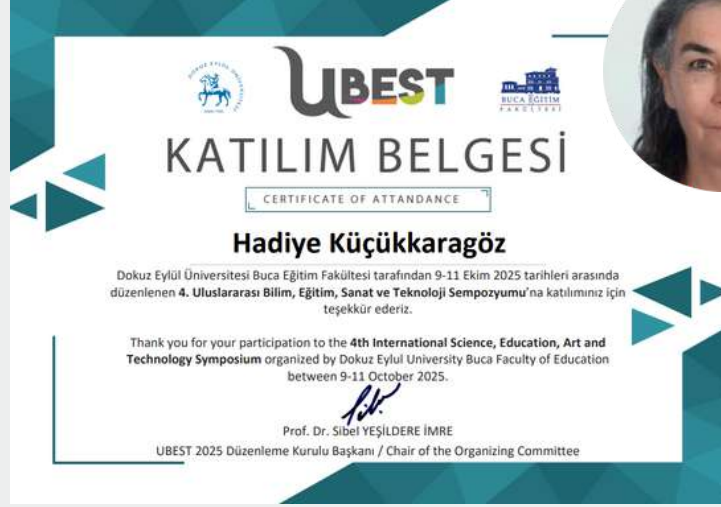 UBEST
BUCA EĞİTİM
FAKÜLTESİ
KATILIM BELGESİ
CERTIFICATE OF ATTANDANCE
Hadiye Küçükkaragöz
Dokuz Eylül Üniversitesi Buca Eğitim Fakültesi tarafından 9-11 Ekim 2025 tarihleri arasında
düzenlenen 4. Uluslararası Bilim, Eğitim, Sanat ve Teknoloji Sempozyumu'na katılımınız için
teşekkür ederiz.
Thank you for your participation to the 4th International Science, Education, Art and
Technology Symposium organized by Dokuz Eylul University Buca Faculty of Education
between 9-11 October 2025.
Prof. Dr. Sibel YEŞİLDERE İMRE
UBEST 2025 Düzenleme Kurulu Başkanı / Chair of the Organizing Committee